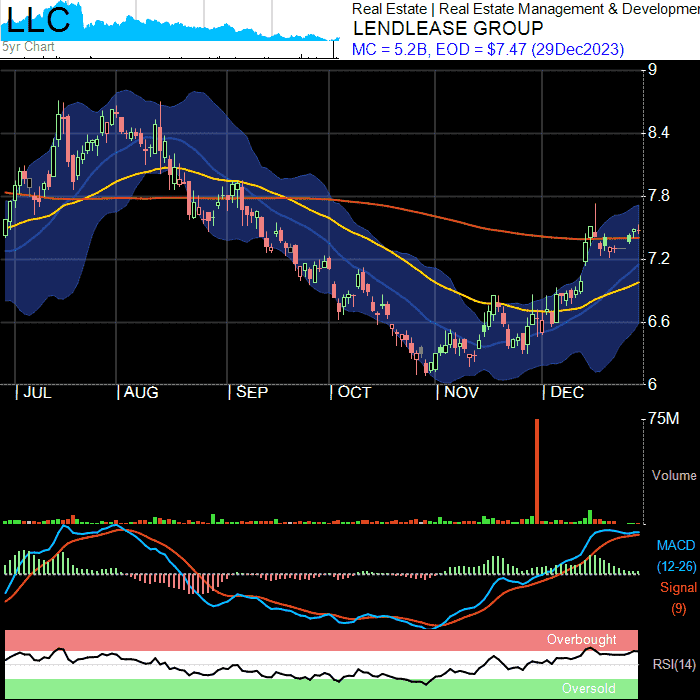 LLC
5yr Chart
Real Estate | Real Estate Management & Developmen
LENDLEASE GROUP
MC = 5.2B, EOD = $7.47 (29Dec2023)
9
8.4
7.8
7.2
6.6
6
JUL AUG SEP OCT NOV DEC
75M
Volume
MACD
(12-26)
Signal
(9)
Overbought
RSI(14)
Oversold